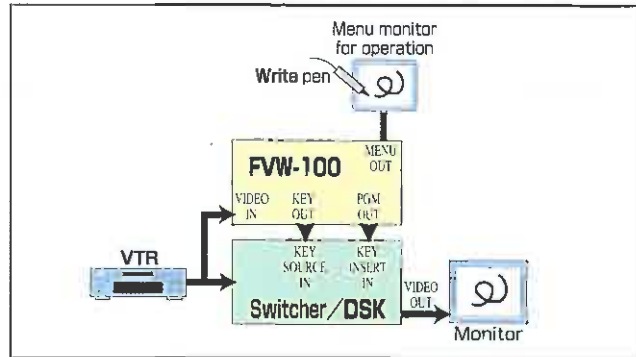 Menu monitor
for operation
Write pen
MENU
OUT
FVW-100
VIDEO
IN
KEY
OUT
PGM
OUT
VTR
KEY
SOURCE
IN
KEY
INSERT
IN
Switcher/DSK
VIDEO
OUT
Monitor